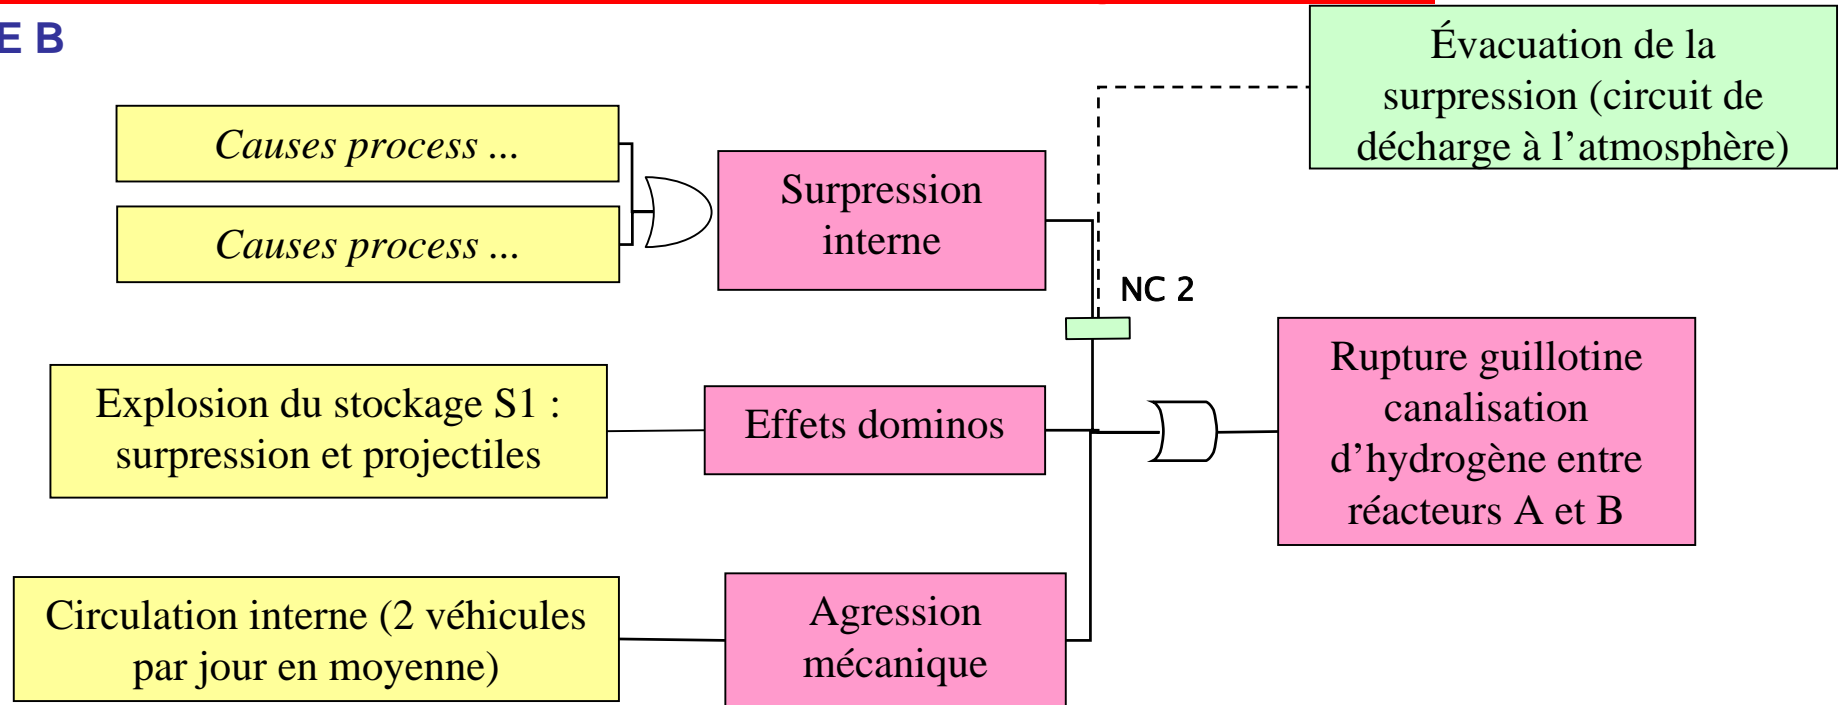 E B
Évacuation de la
surpression (circuit de
décharge à l’atmosphère)
Causes process ...
Causes process ...
Surpression
interne
NC 2
Explosion du stockage S1 :
surpression et projectiles
Effets dominos
Rupture guillotine
canalisation
d’hydrogène entre
réacteurs A et B
Circulation interne (2 véhicules
par jour en moyenne)
Agression
mécanique